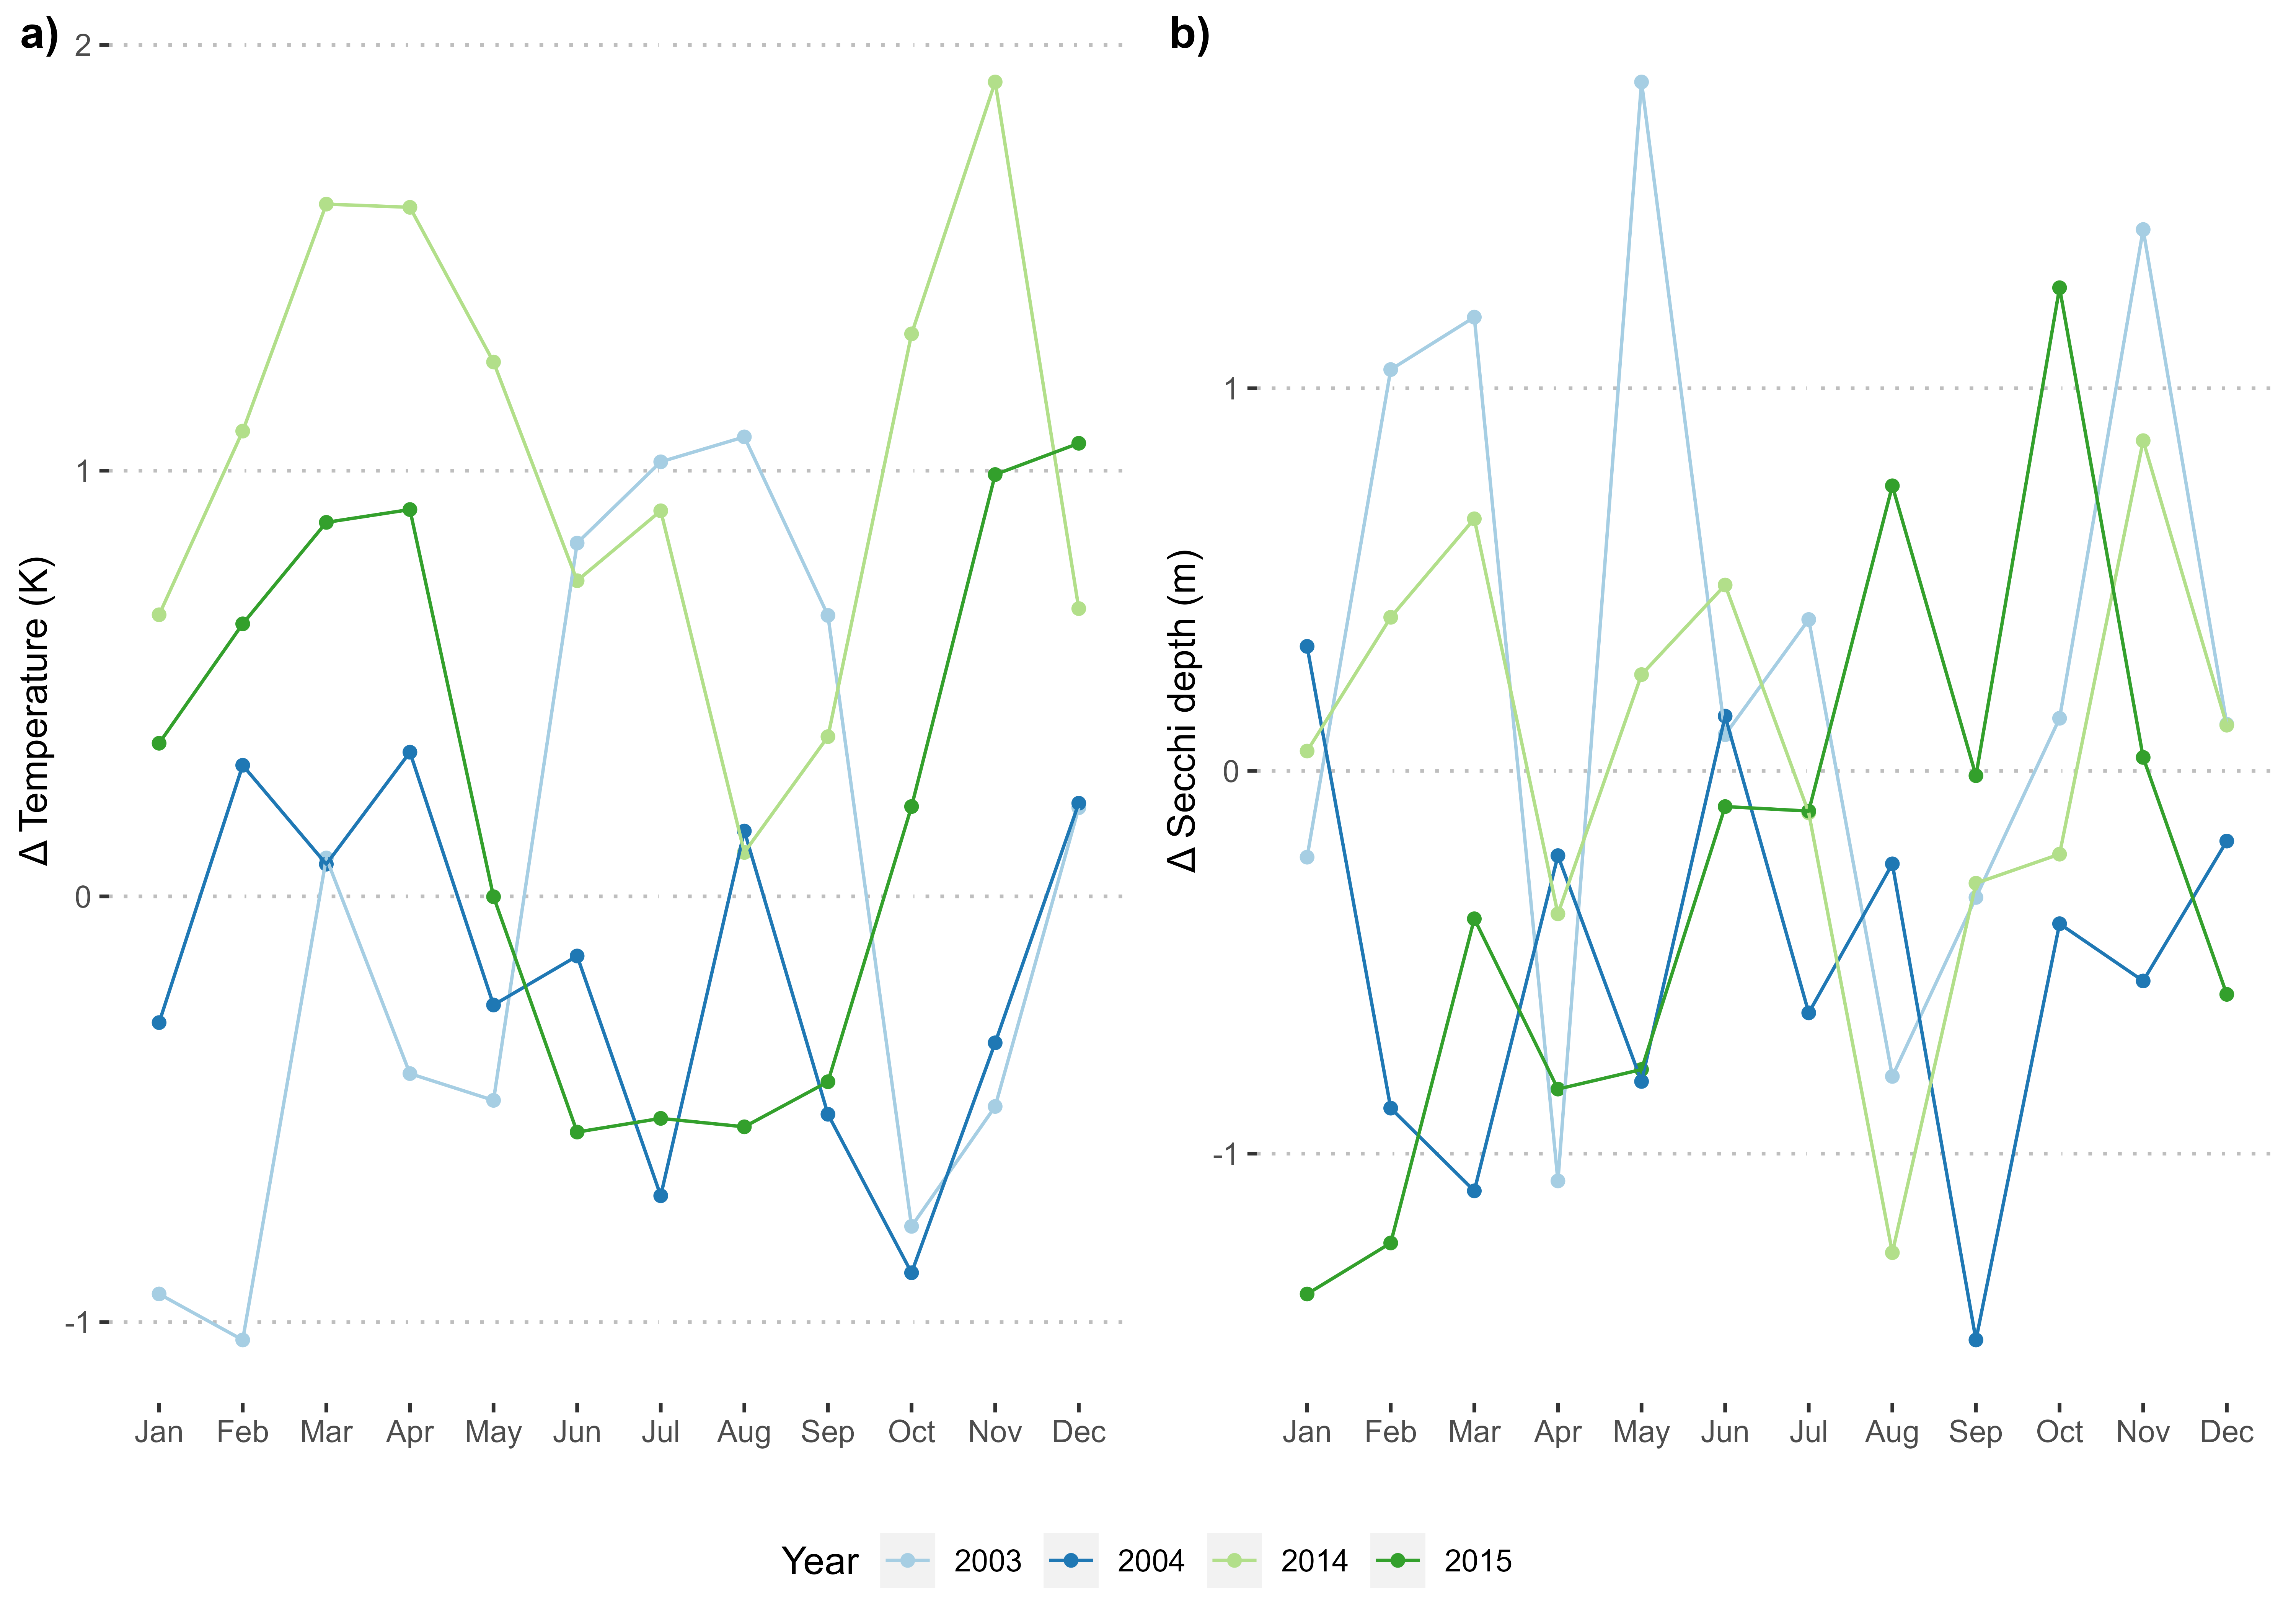 a)
2
1
0
-1
Δ Temperature (K)
Jan Feb Mar Apr May Jun Jul Aug Sep Oct Nov Dec
b)
1
0
-1
Δ Secchi depth (m)
Jan Feb Mar Apr May Jun Jul Aug Sep Oct Nov Dec
Year 2003 2004 2014 2015